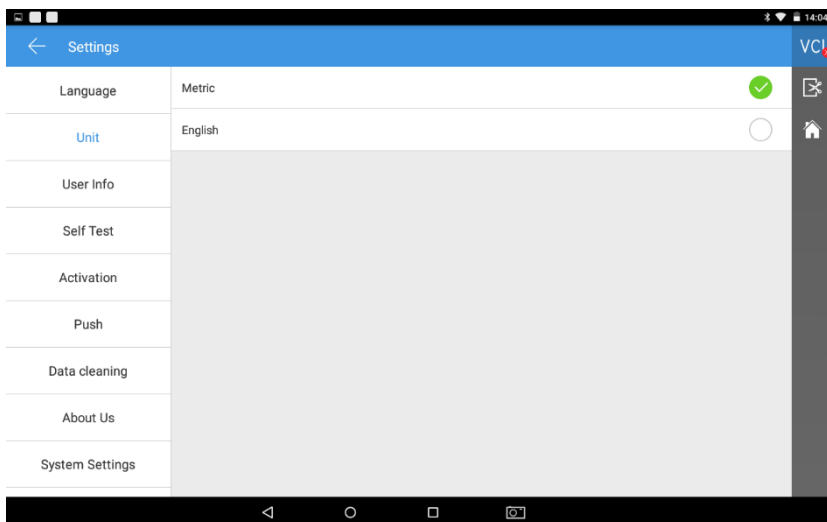 14:04
Settings
VCI
Language
Metric
Unit
English
User Info
Self Test
Activation
Push
Data cleaning
About Us
System Settings